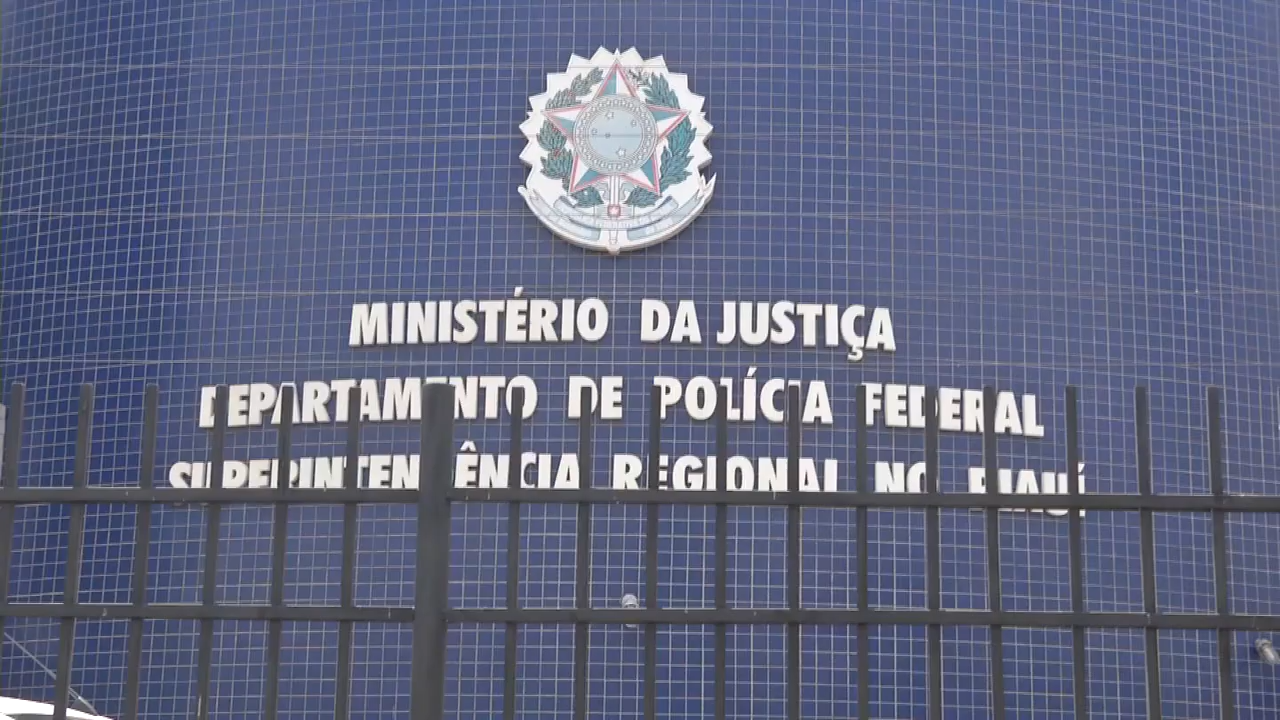 MINISTÉRIO DA JUSTIÇA
DEPARTAMENTO DE POLÍCIA FEDERAL
SUPERINTENDÊNCIA REGIONAL NO PIAUÍ